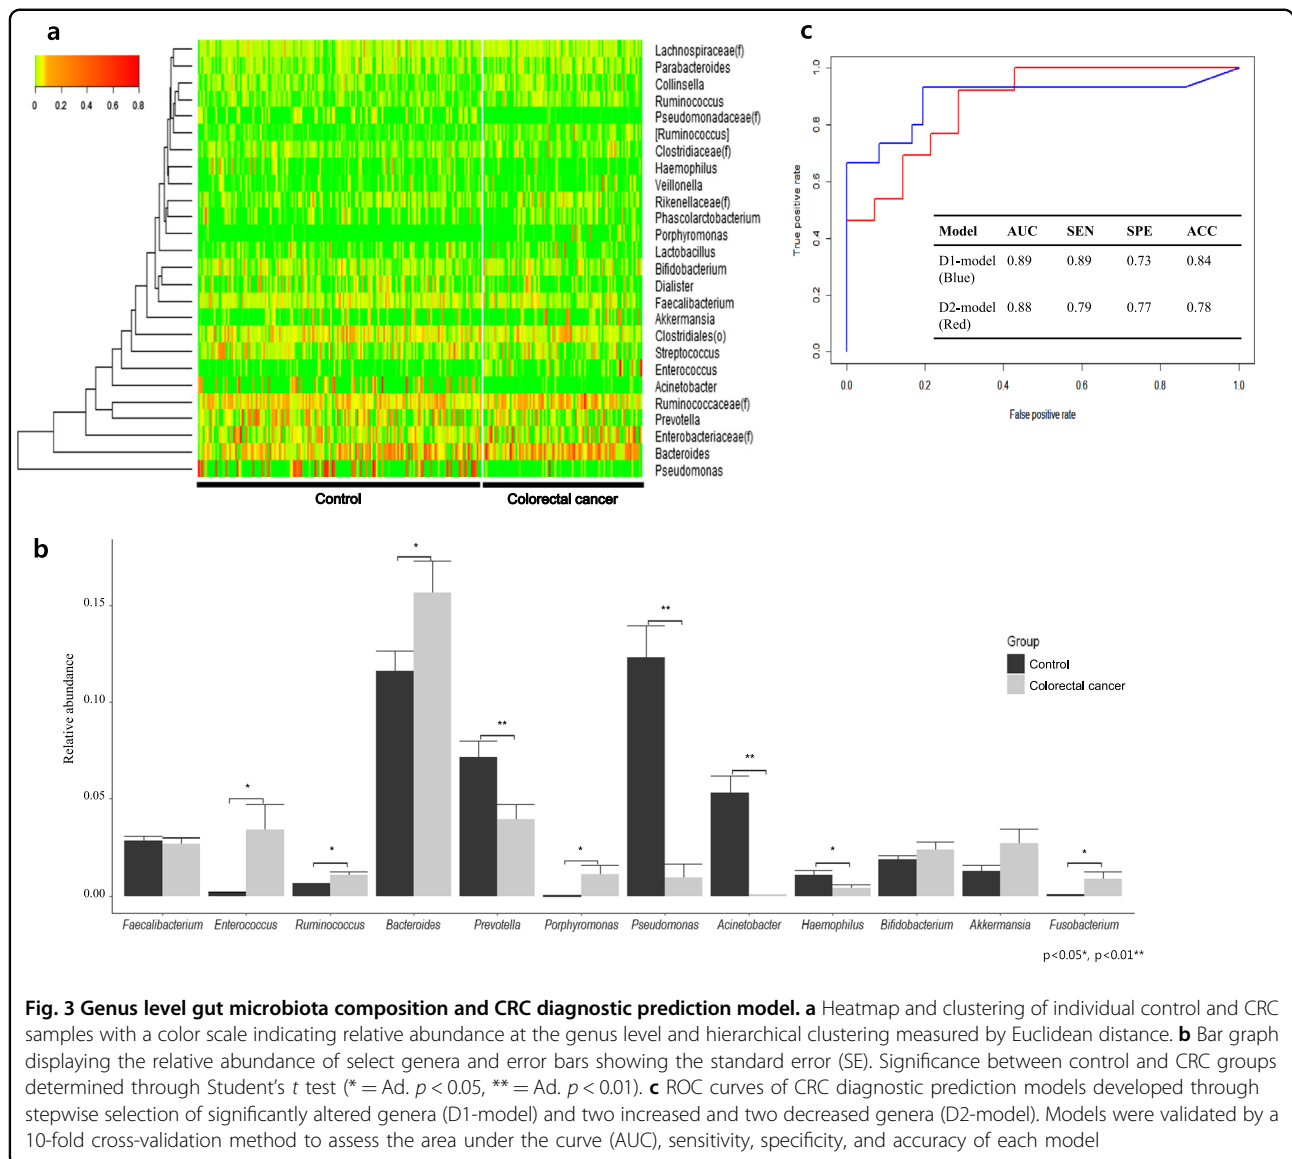 a
0 0.2 0.4 0.6 0.8
Lachnospiraceae(f)
Parabacteroides
Collinsella
Ruminococcus
Pseudomonadaceae(f)
[Ruminococcus]
Clostridiaceae(f)
Haemophilus
Veillonella
Rikenellaceae(f)
Phascolarctobacterium
Porphyromonas
Lactobacillus
Bifidobacterium
Dialister
Faecalibacterium
Akkermansia
Clostridiales(o)
Streptococcus
Enterococcus
Acinetobacter
Ruminococcaceae(f)
Prevotella
Enterobacteriaceae(f)
Bacteroides
Pseudomonas
Control Colorectal cancer
c
True positive rate
1.0
0.8
0.6
0.4
0.2
0.0
Model AUC SEN SPE ACC
D1-model 0.89 0.89 0.73 0.84
(Blue)
D2-model 0.88 0.79 0.77 0.78
(Red)
0.0 0.2 0.4 0.6 0.8 1.0
False positive rate
b
Relative abundance
0.15
0.10
0.05
0.00
* * * ** * ** ** * *
Group
Control
Colorectal cancer
Faecalibacterium Enterococcus Ruminococcus Bacteroides Prevotella Porphyromonas Pseudomonas Acinetobacter Haemophilus Bifidobacterium Akkermansia Fusobacterium
p<0.05*, p<0.01**
Fig. 3 Genus level gut microbiota composition and CRC diagnostic prediction model. a Heatmap and clustering of individual control and CRC
samples with a color scale indicating relative abundance at the genus level and hierarchical clustering measured by Euclidean distance. b Bar graph
displaying the relative abundance of select genera and error bars showing the standard error (SE). Significance between control and CRC groups
determined through Student's t test (* = Ad. p < 0.05, ** = Ad. p < 0.01). c ROC curves of CRC diagnostic prediction models developed through
stepwise selection of significantly altered genera (D1-model) and two increased and two decreased genera (D2-model). Models were validated by a
10-fold cross-validation method to assess the area under the curve (AUC), sensitivity, specificity, and accuracy of each model